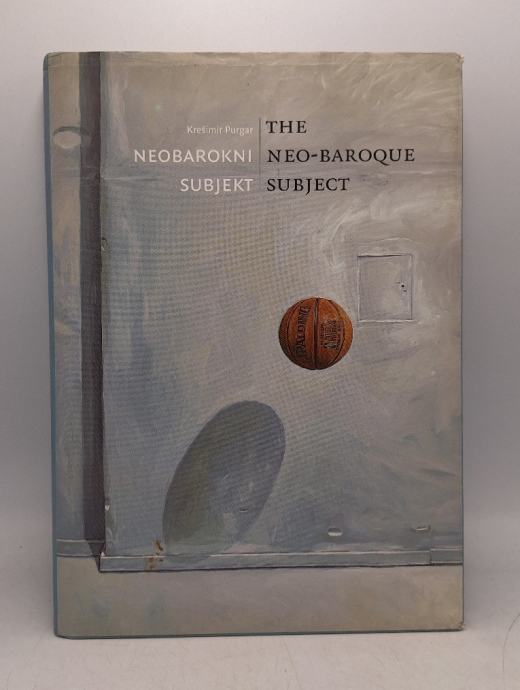 Krešimir Purgar
NEOBAROKNI
SUBJEKT
THE
NEO-BAROQUE
SUBJECT
SPALDING